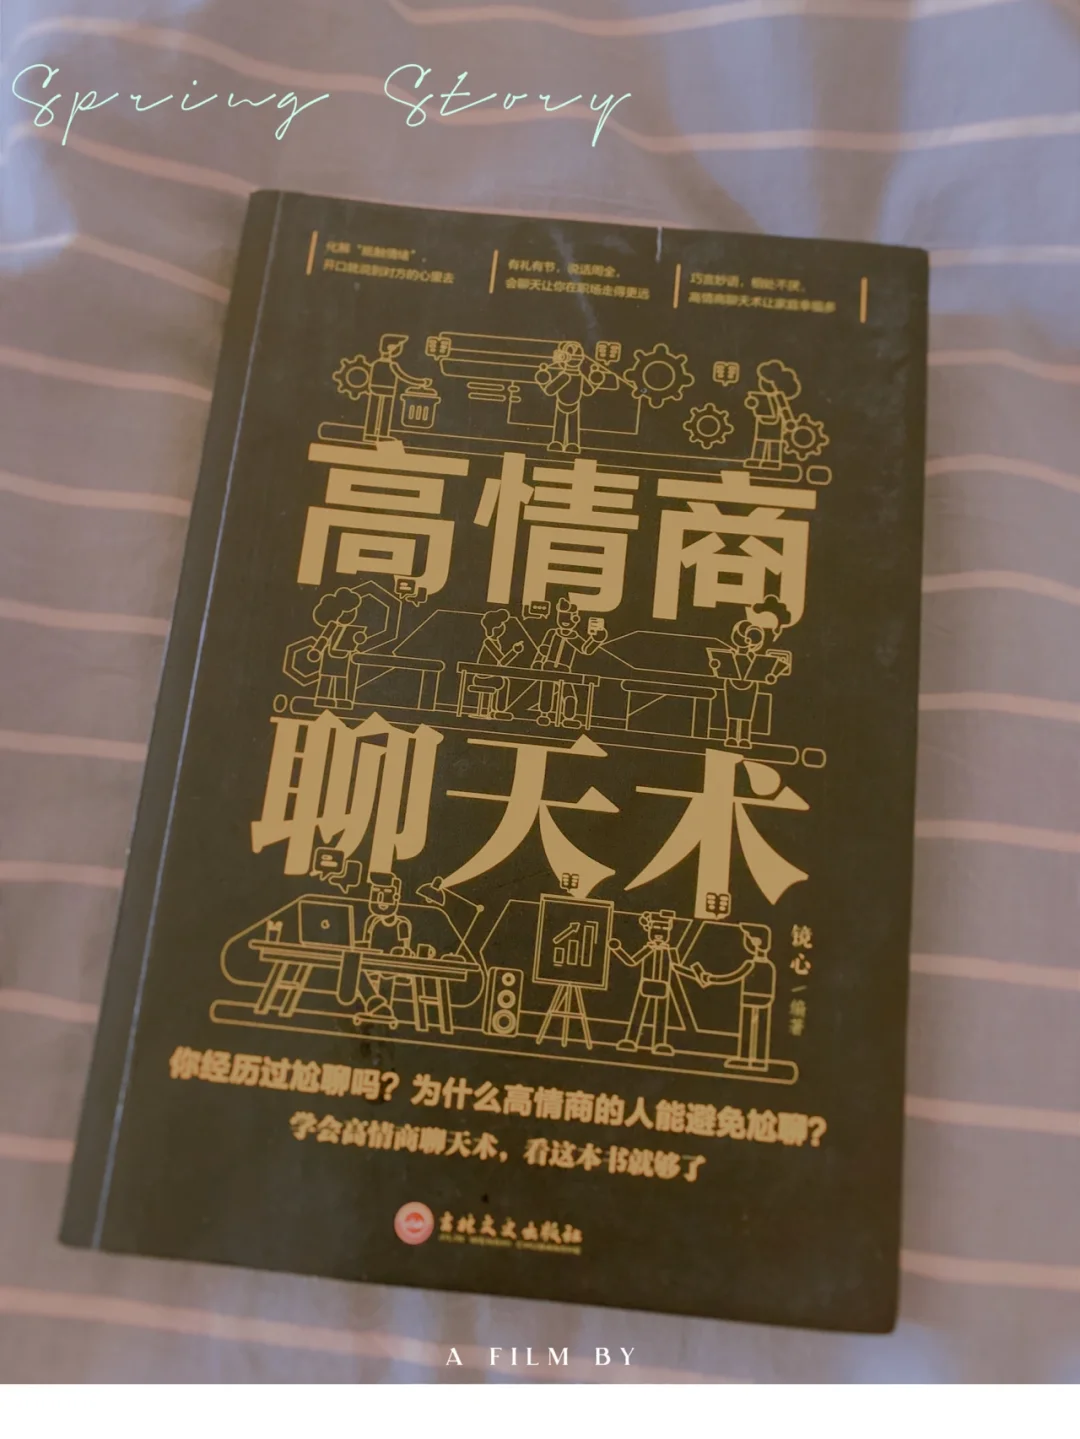 Spring Story
化解“抵触情绪”，
开口就说到对方的心里去
有礼有节，说话周全，
会聊天让你在职场走得更远
巧言妙语，相处不厌，
高情商聊天术让家庭幸福多
高情商
聊天术
镜心／编著
你经历过尬聊吗？为什么高情商的人能避免尬聊？
学会高情商聊天术，看这本书就够了
吉林文史出版社
JILIN WENSHI CHUBANSHE
A FILM BY